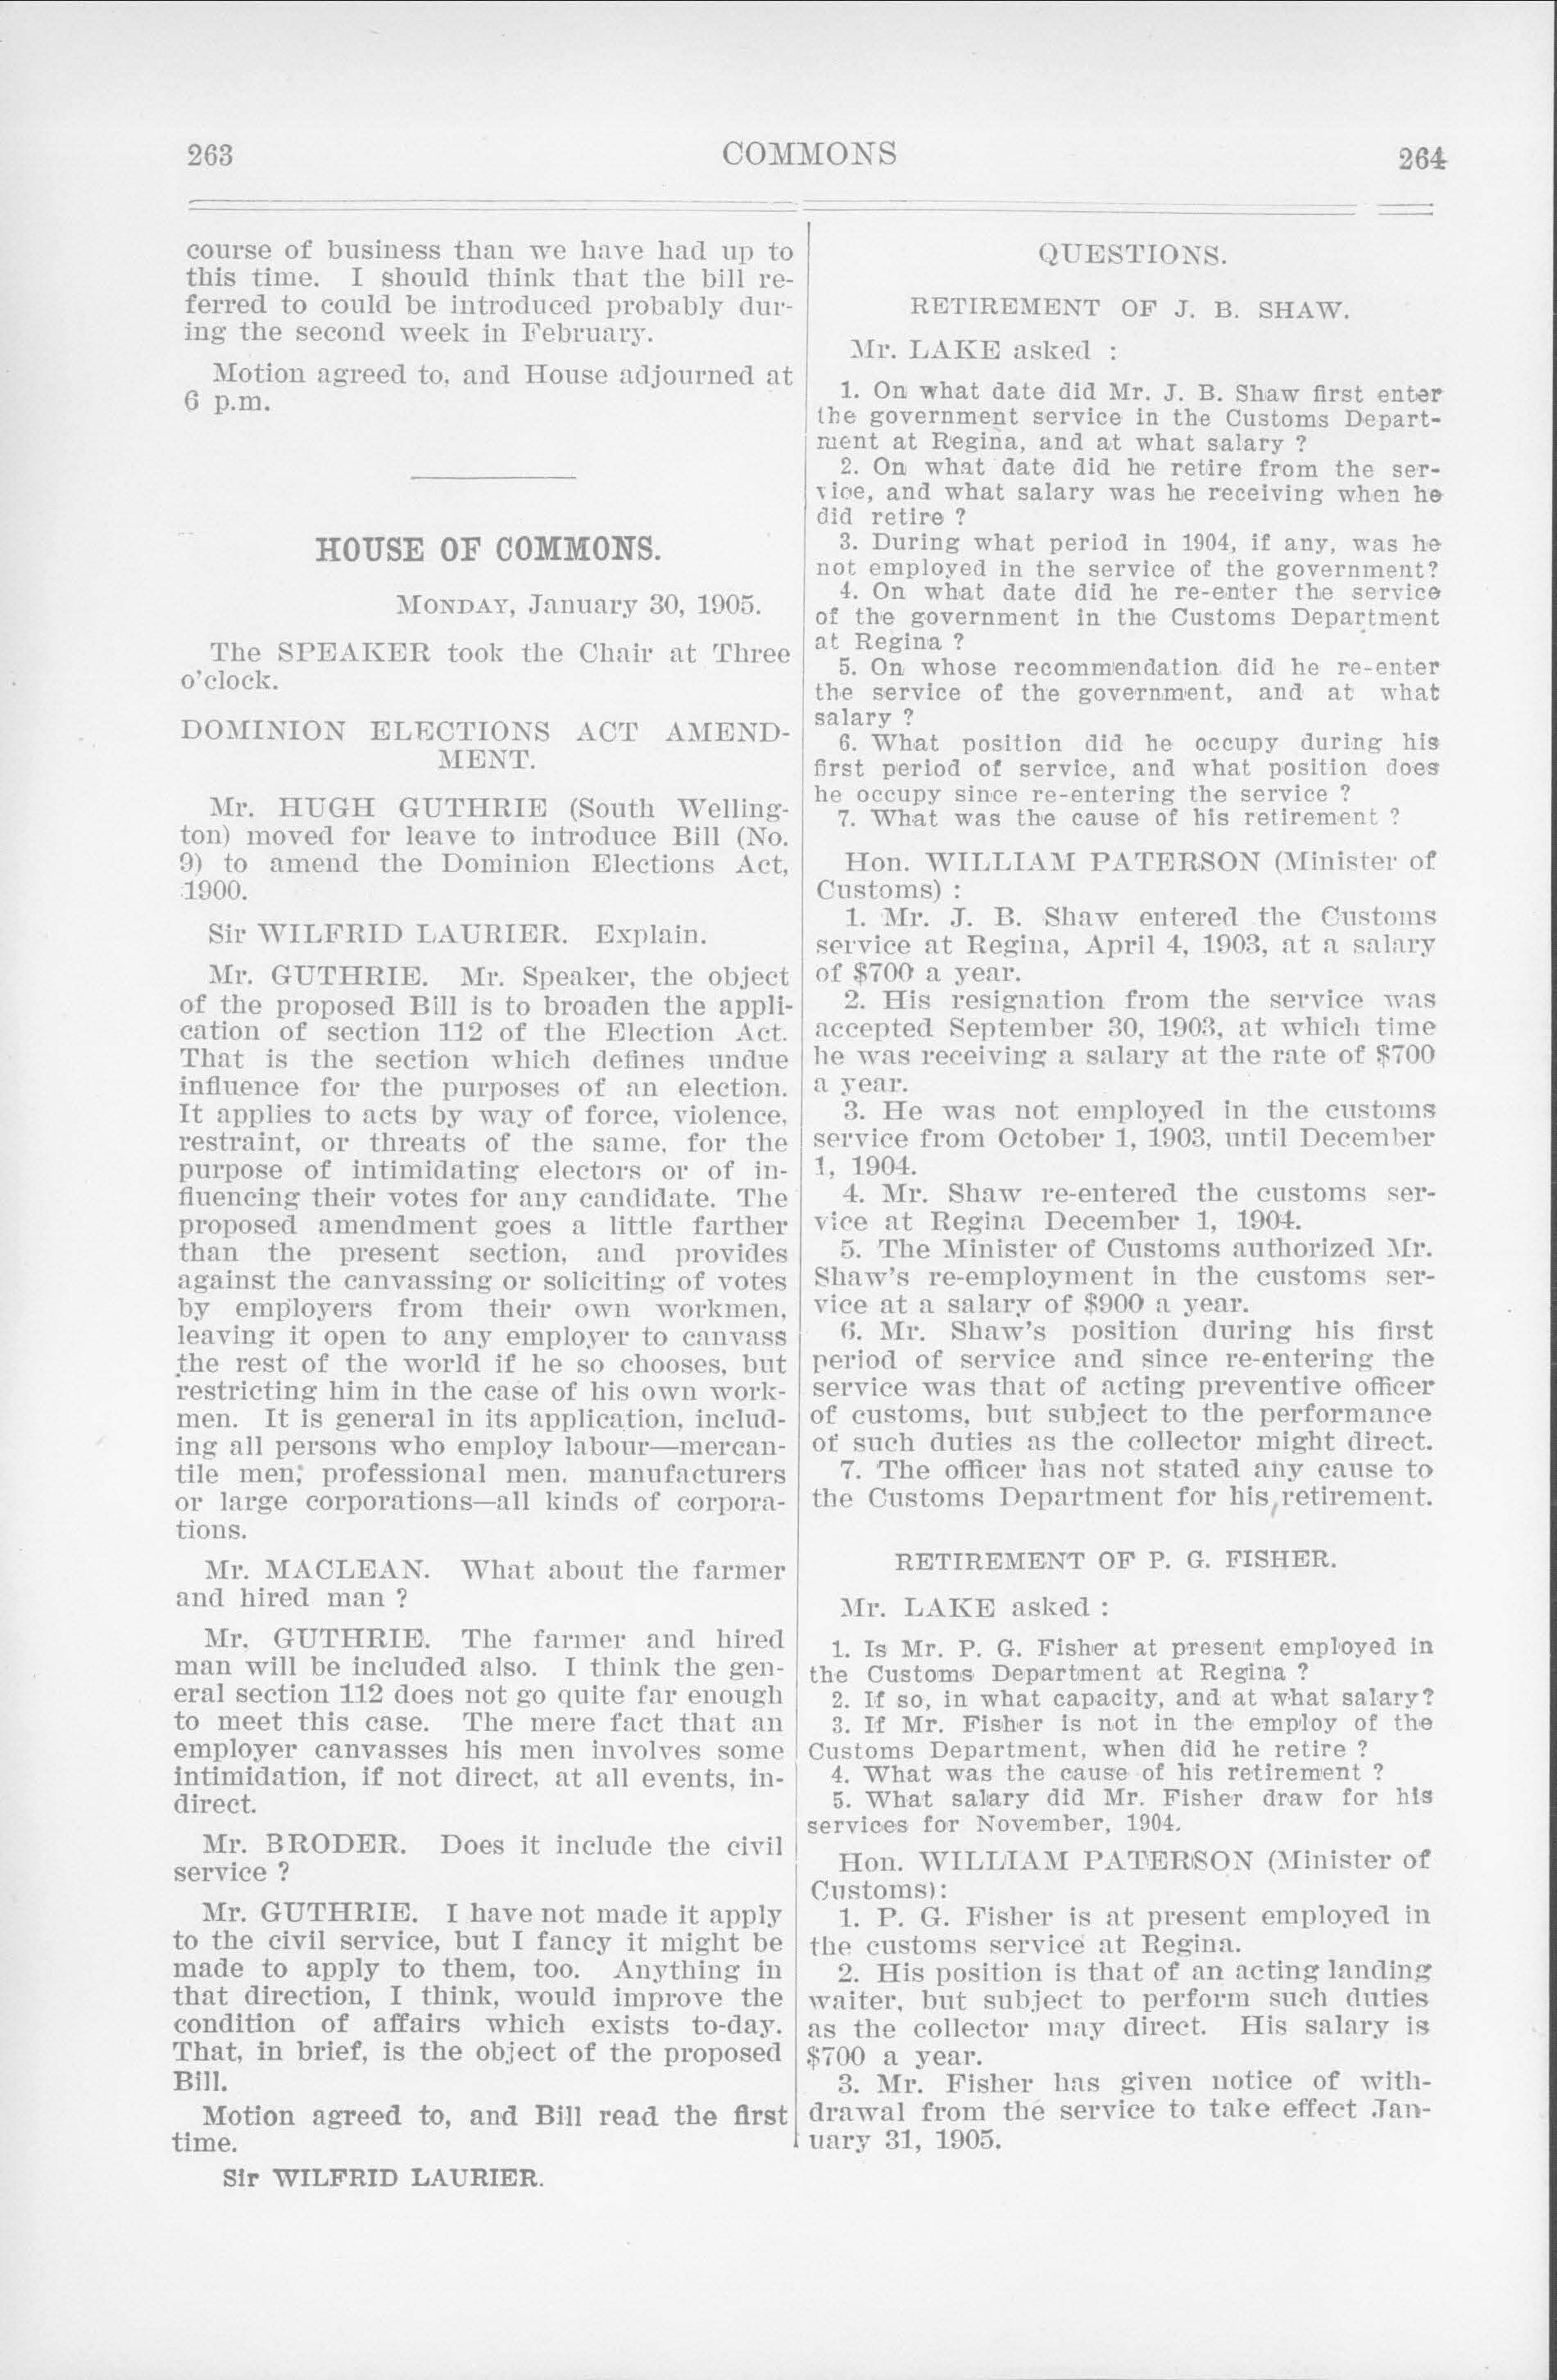 263
COMMONS
264
course of business than we have had up to
this time. I should think that the bill re-
ferred to could be introduced probably dur-
ing the second week in February.
Motion agreed to, and House adjourned at
6 p.m.
HOUSE OF COMMONS.
MONDAY, January 30, 1905.
The SPEAKER took the Chair at Three
o'clock.
DOMINION ELECTIONS ACT AMEND-
MENT.
Mr. HUGH GUTHRIE (South Welling-
ton) moved for leave to introduce Bill (No.
9) to amend the Dominion Elections Act,
1900.
Sir WILFRID LAURIER. Explain.
Mr. GUTHRIE. Mr. Speaker, the object
of the proposed Bill is to broaden the appli-
cation of section 112 of the Election Act.
That is the section which defines undue
influence for the purposes of an election.
It applies to acts by way of force, violence,
restraint, or threats of the same, for the
purpose of intimidating electors or of in-
fluencing their votes for any candidate. The
proposed amendment goes a little farther
than the present section, and provides
against the canvassing or soliciting of votes
by employers from their own workmen,
leaving it open to any employer to canvass
the rest of the world if he so chooses, but
restricting him in the case of his own work-
men. It is general in its application, includ-
ing all persons who employ labour—mercan-
tile men, professional men, manufacturers
or large corporations—all kinds of corpora-
tions.
Mr. MACLEAN. What about the farmer
and hired man ?
Mr. GUTHRIE. The farmer and hired
man will be included also. I think the gen-
eral section 112 does not go quite far enough
to meet this case. The mere fact that an
employer canvasses his men involves some
intimidation, if not direct, at all events, in-
direct.
Mr. BRODER. Does it include the civil
service ?
Mr. GUTHRIE. I have not made it apply
to the civil service, but I fancy it might be
made to apply to them, too. Anything in
that direction, I think, would improve the
condition of affairs which exists to-day.
That, in brief, is the object of the proposed
Bill.
Motion agreed to, and Bill read the first
time.
Sir WILFRID LAURIER.
QUESTIONS.
RETIREMENT OF J. B. SHAW.
Mr. LAKE asked :
1. On what date did Mr. J. B. Shaw first enter
the government service in the Customs Depart-
ment at Regina, and at what salary ?
2. On what date did he retire from the ser-
vice, and what salary was he receiving when he
did retire ?
3. During what period in 1904, if any, was he
not employed in the service of the government?
4. On what date did he re-enter the service
of the government in the Customs Department
at Regina ?
5. On whose recommendation did he re-enter
the service of the government, and at what
salary ?
6. What position did he occupy during his
first period of service, and what position does
he occupy since re-entering the service ?
7. What was the cause of his retirement ?
Hon. WILLIAM PATERSON (Minister of
Customs) :
1. Mr. J. B. Shaw entered the Customs
service at Regina, April 4, 1903, at a salary
of $700 a year.
2. His resignation from the service was
accepted September 30, 1903, at which time
he was receiving a salary at the rate of $700
a year.
3. He was not employed in the customs
service from October 1, 1903, until December
1, 1904.
4. Mr. Shaw re-entered the customs ser-
vice at Regina December 1, 1904.
5. The Minister of Customs authorized Mr.
Shaw's re-employment in the customs ser-
vice at a salary of $900 a year.
6. Mr. Shaw's position during his first
period of service and since re-entering the
service was that of acting preventive officer
of customs, but subject to the performance
of such duties as the collector might direct.
7. The officer has not stated any cause to
the Customs Department for his retirement.
RETIREMENT OF P. G. FISHER.
Mr. LAKE asked :
1. Is Mr. P. G. Fisher at present employed in
the Customs Department at Regina ?
2. If so, in what capacity, and at what salary?
3. If Mr. Fisher is not in the employ of the
Customs Department, when did he retire ?
4. What was the cause of his retirement ?
5. What salary did Mr. Fisher draw for his
services for November, 1904.
Hon. WILLIAM PATERSON (Minister of
Customs):
1. P. G. Fisher is at present employed in
the customs service at Regina.
2. His position is that of an acting landing
waiter, but subject to perform such duties
as the collector may direct. His salary is
$700 a year.
3. Mr. Fisher has given notice of with-
drawal from the service to take effect Jan-
uary 31, 1905.